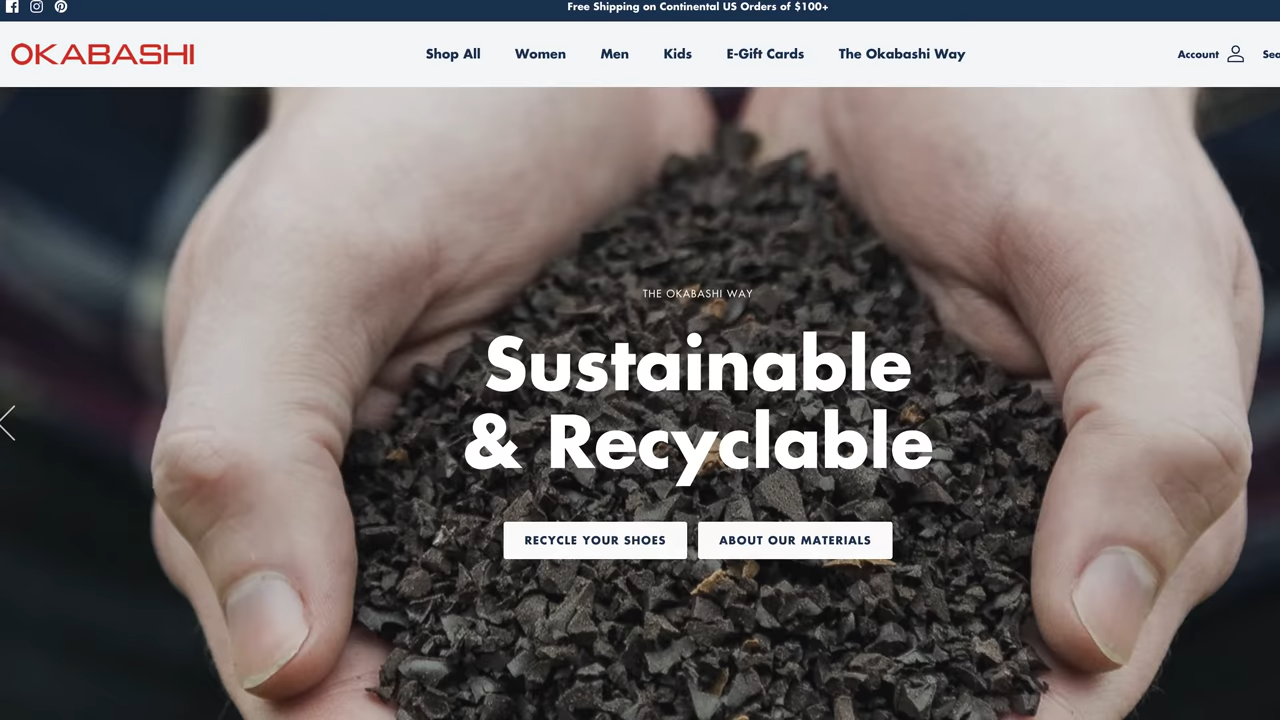 Free Shipping on Continental US Orders of $100+
OKABASHI
Shop All Women Men Kids E-Gift Cards The Okabashi Way
Account
THE OKABASHI WAY
Sustainable
& Recyclable
RECYCLE YOUR SHOES ABOUT OUR MATERIALS